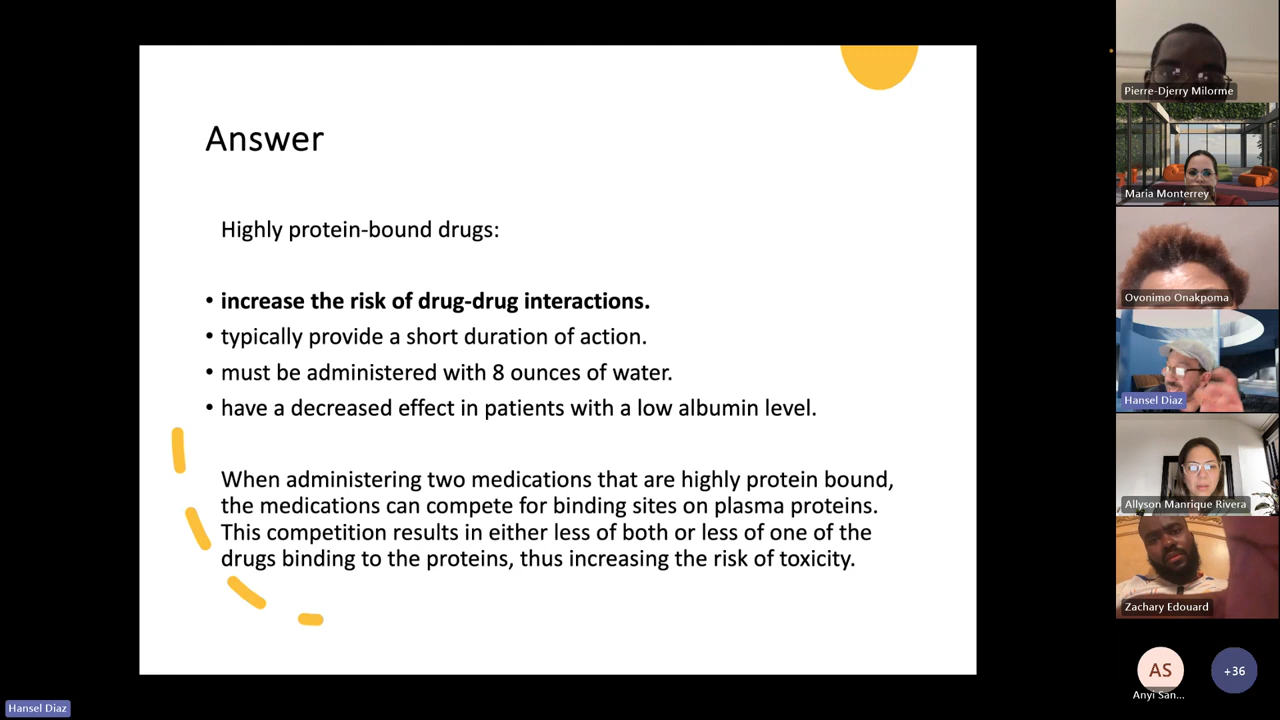 Answer
Highly protein-bound drugs:
• increase the risk of drug-drug interactions.
• typically provide a short duration of action.
• must be administered with 8 ounces of water.
• have a decreased effect in patients with a low albumin level.
When administering two medications that are highly protein bound,
the medications can compete for binding sites on plasma proteins.
This competition results in either less of both or less of one of the
drugs binding to the proteins, thus increasing the risk of toxicity.
Pierre-Djerry Milorme
Maria Monterrey
Ovonimo Onakpoma
Hansel Diaz
Allyson Manrique Rivera
Zachary Edouard
AS
Anyi San...
+36
Hansel Diaz